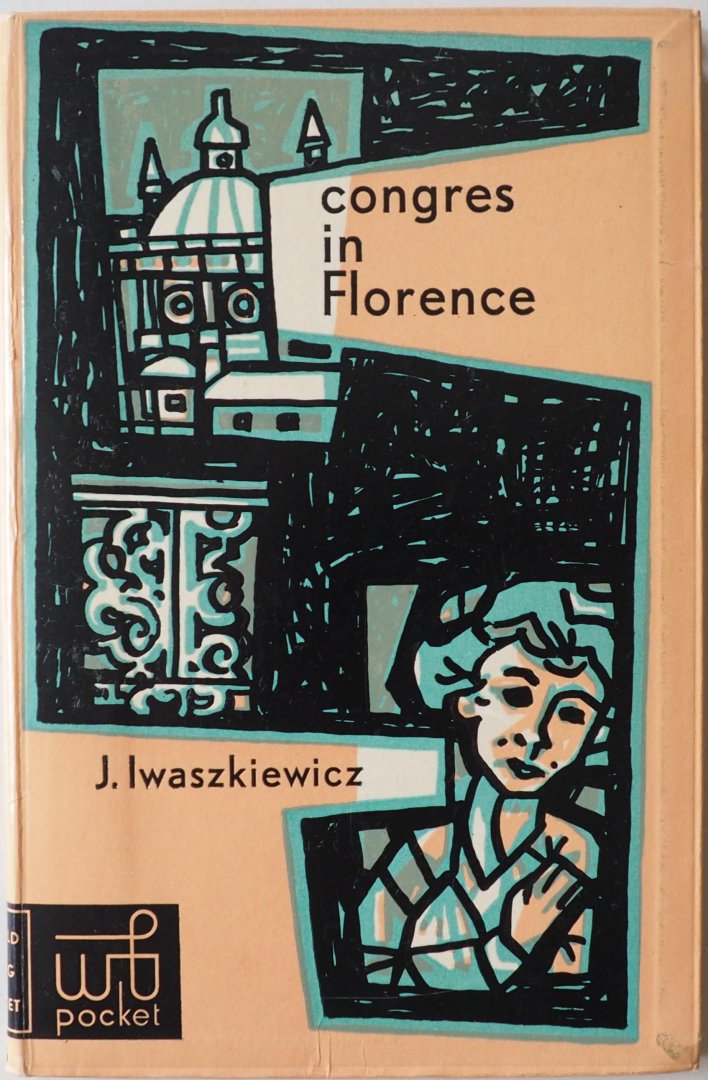 congres
in
Florence
J. Iwaszkiewicz
wb
pocket